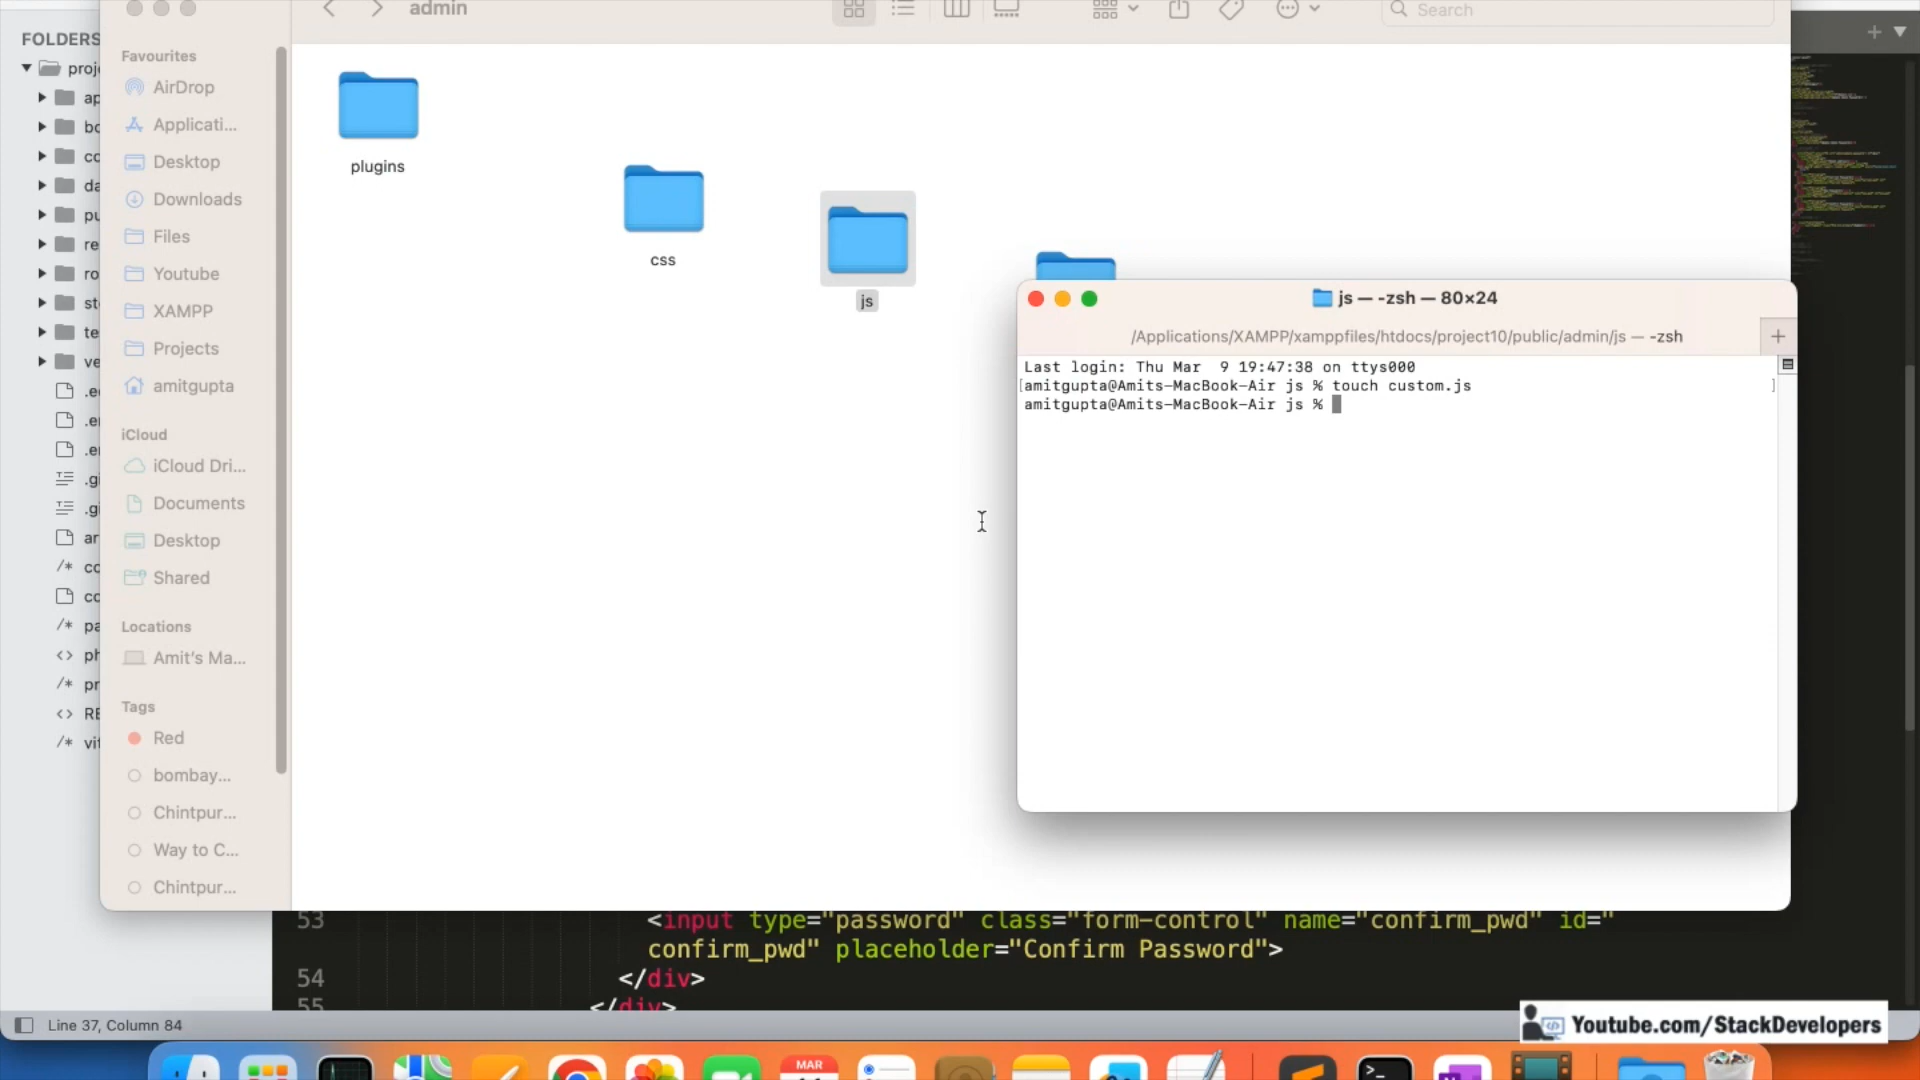 admin
Search
FOLDERS
Favourites
AirDrop
Applicati...
Desktop
Downloads
Files
Youtube
XAMPP
Projects
amitgupta
iCloud
iCloud Dri...
Documents
Desktop
Shared
Locations
Amit's Ma...
Tags
Red
bombay...
Chintpur...
Way to C...
Chintpur...
plugins
css
js
js — -zsh — 80×24
/Applications/XAMPP/xamppfiles/htdocs/project10/public/admin/js — -zsh
Last login: Thu Mar 9 19:47:38 on ttys000
[amitgupta@Amits-MacBook-Air js % touch custom.js ]
amitgupta@Amits-MacBook-Air js %
53 <input type="password" class="form-control" name="confirm_pwd" id="
confirm_pwd" placeholder="Confirm Password">
54 </div>
55 </div>
Line 37, Column 84
Youtube.com/StackDevelopers
MAR